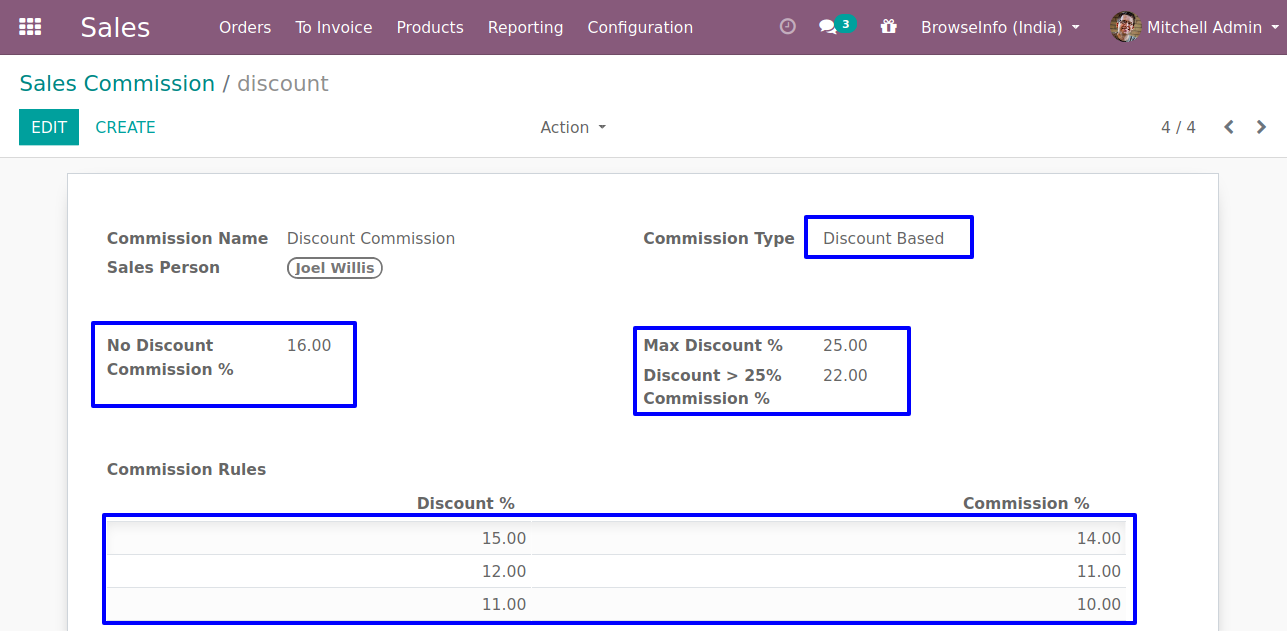 Sales Orders To Invoice Products Reporting Configuration 3 BrowseInfo (India) Mitchell Admin
Sales Commission / discount
EDIT CREATE Action 4 / 4
Commission Name Discount Commission Commission Type Discount Based
Sales Person Joel Willis
No Discount 16.00 Max Discount % 25.00
Commission % Discount > 25% 22.00
Commission %
Commission Rules
Discount % Commission %
15.00 14.00
12.00 11.00
11.00 10.00